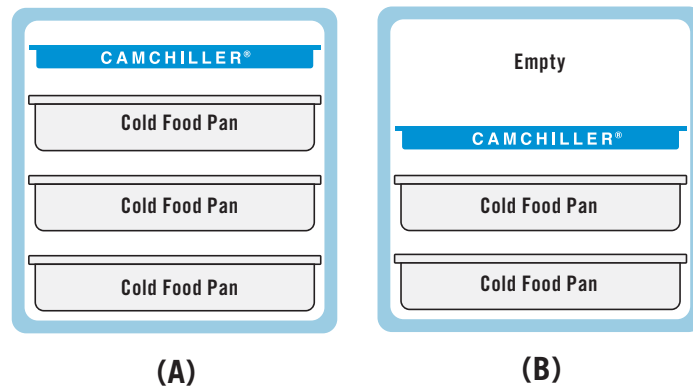 CAMCHILLER®
Cold Food Pan
Cold Food Pan
Cold Food Pan
(A)
Empty
CAMCHILLER®
Cold Food Pan
Cold Food Pan
(B)